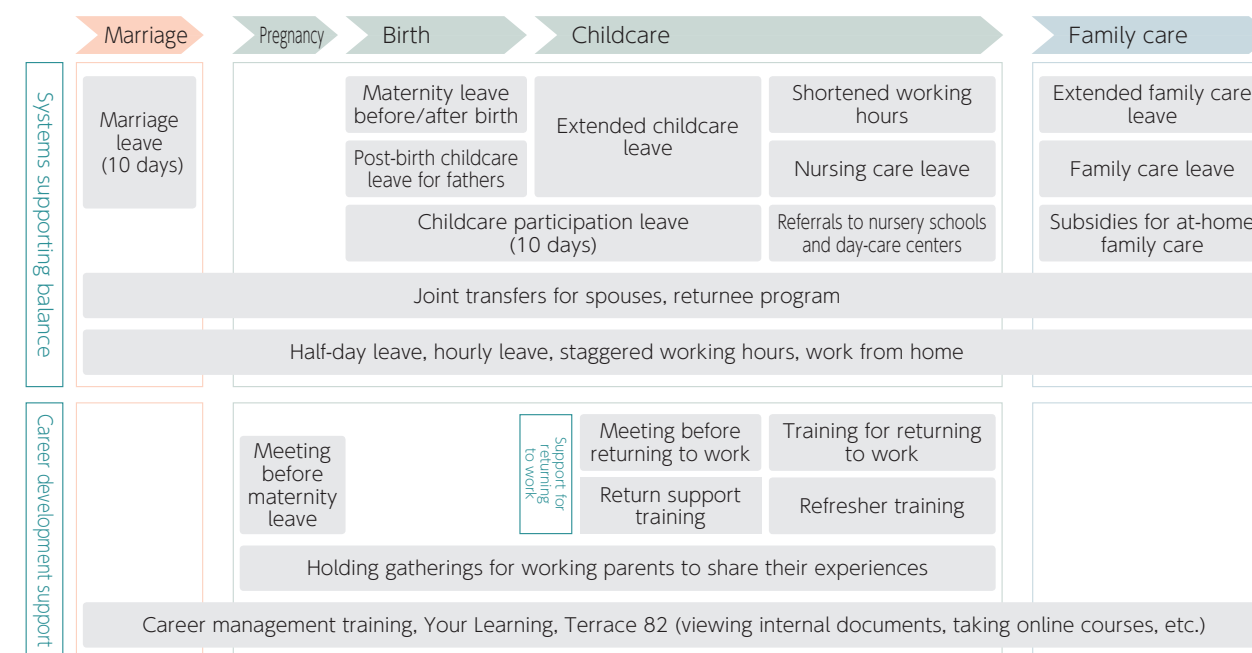 Marriage
Pregnancy
Birth
Childcare
Family care
Systems supporting balance
Marriage
leave
(10 days)
Maternity leave
before/after birth
Post-birth childcare
leave for fathers
Extended childcare
leave
Childcare participation leave
(10 days)
Shortened working
hours
Nursing care leave
Referrals to nursery schools
and day-care centers
Extended family care
leave
Family care leave
Subsidies for at-home
family care
Joint transfers for spouses, returnee program
Half-day leave, hourly leave, staggered working hours, work from home
Career development support
Meeting
before
maternity
leave
Support for
returning
to work
Meeting before
returning to work
Return support
training
Training for returning
to work
Refresher training
Holding gatherings for working parents to share their experiences
Career management training, Your Learning, Terrace 82 (viewing internal documents, taking online courses, etc.)